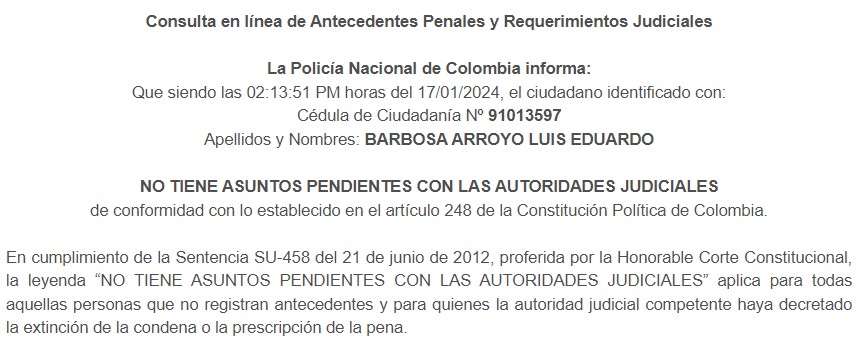 Consulta en línea de Antecedentes Penales y Requerimientos Judiciales
La Policía Nacional de Colombia informa:
Que siendo las 02:13:51 PM horas del 17/01/2024, el ciudadano identificado con:
Cédula de Ciudadanía Nº 91013597
Apellidos y Nombres: BARBOSA ARROYO LUIS EDUARDO
NO TIENE ASUNTOS PENDIENTES CON LAS AUTORIDADES JUDICIALES
de conformidad con lo establecido en el artículo 248 de la Constitución Política de Colombia.
En cumplimiento de la Sentencia SU-458 del 21 de junio de 2012, proferida por la Honorable Corte Constitucional,
la leyenda “NO TIENE ASUNTOS PENDIENTES CON LAS AUTORIDADES JUDICIALES” aplica para todas
aquellas personas que no registran antecedentes y para quienes la autoridad judicial competente haya decretado
la extinción de la condena o la prescripción de la pena.